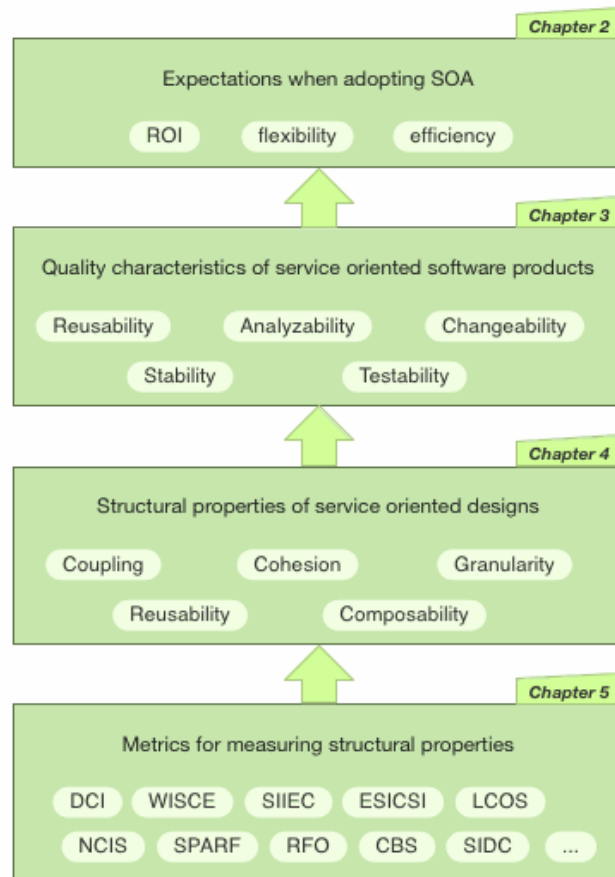 Chapter 2
Expectations when adopting SOA
ROI flexibility efficiency
Chapter 3
Quality characteristics of service oriented software products
Reusability Analyzability Changeability
Stability Testability
Chapter 4
Structural properties of service oriented designs
Coupling Cohesion Granularity
Reusability Composability
Chapter 5
Metrics for measuring structural properties
DCI WISCE SIIEC ESICSI LCOS
NCIS SPARF RFO CBS SIDC ...